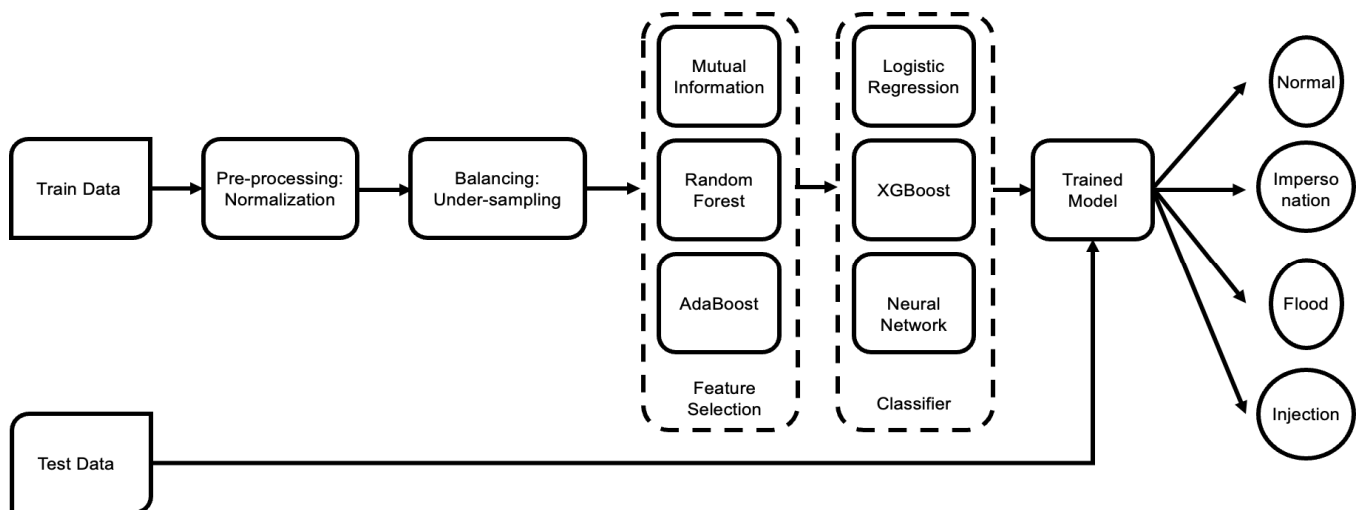 Train Data
Pre-processing:
Normalization
Balancing:
Under-sampling
Mutual
Information
Random
Forest
AdaBoost
Feature
Selection
Logistic
Regression
XGBoost
Neural
Network
Classifier
Trained
Model
Normal
Imperso
nation
Flood
Injection
Test Data